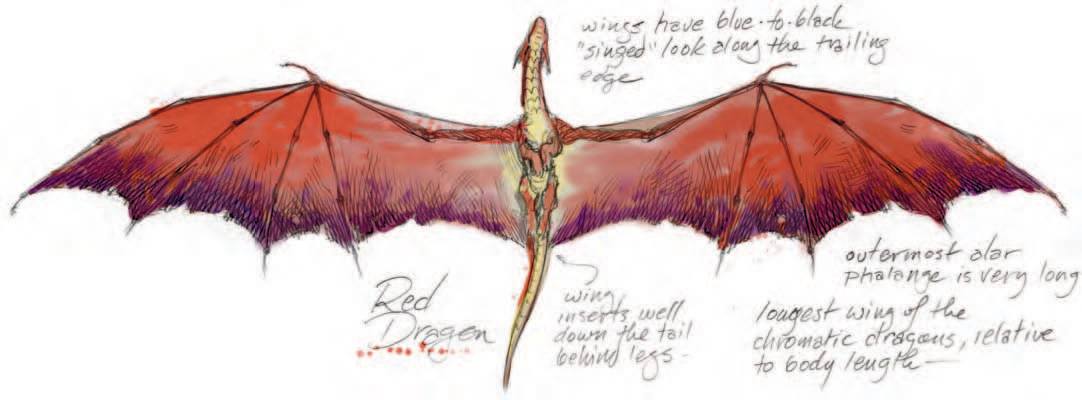 wings have blue-to-black
"singed" look along the trailing
edge
Red
Dragon
wing
inserts well
down the tail
behind legs -
outermost alar
phalange is very long
longest wing of the
chromatic dragons, relative
to body length —